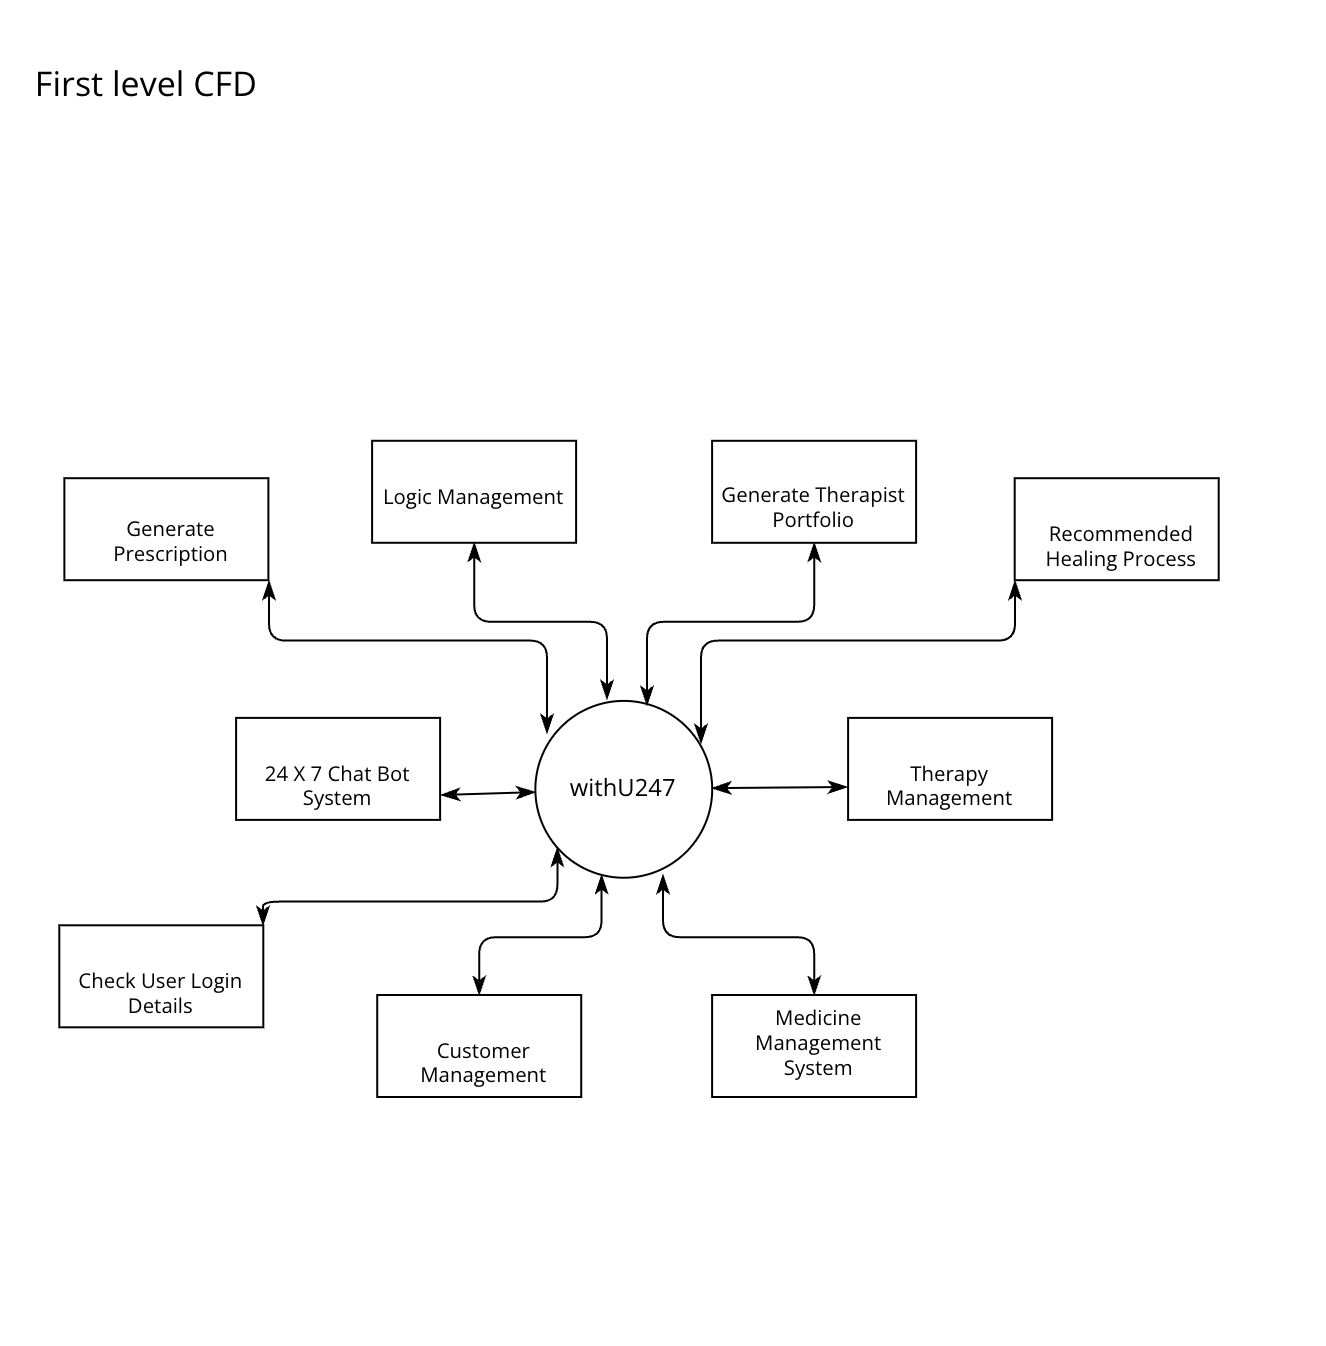 First level CFD
Logic Management
Generate Therapist
Portfolio
Generate
Prescription
Recommended
Healing Process
24 X 7 Chat Bot
System
withU247
Therapy
Management
Check User Login
Details
Customer
Management
Medicine
Management
System